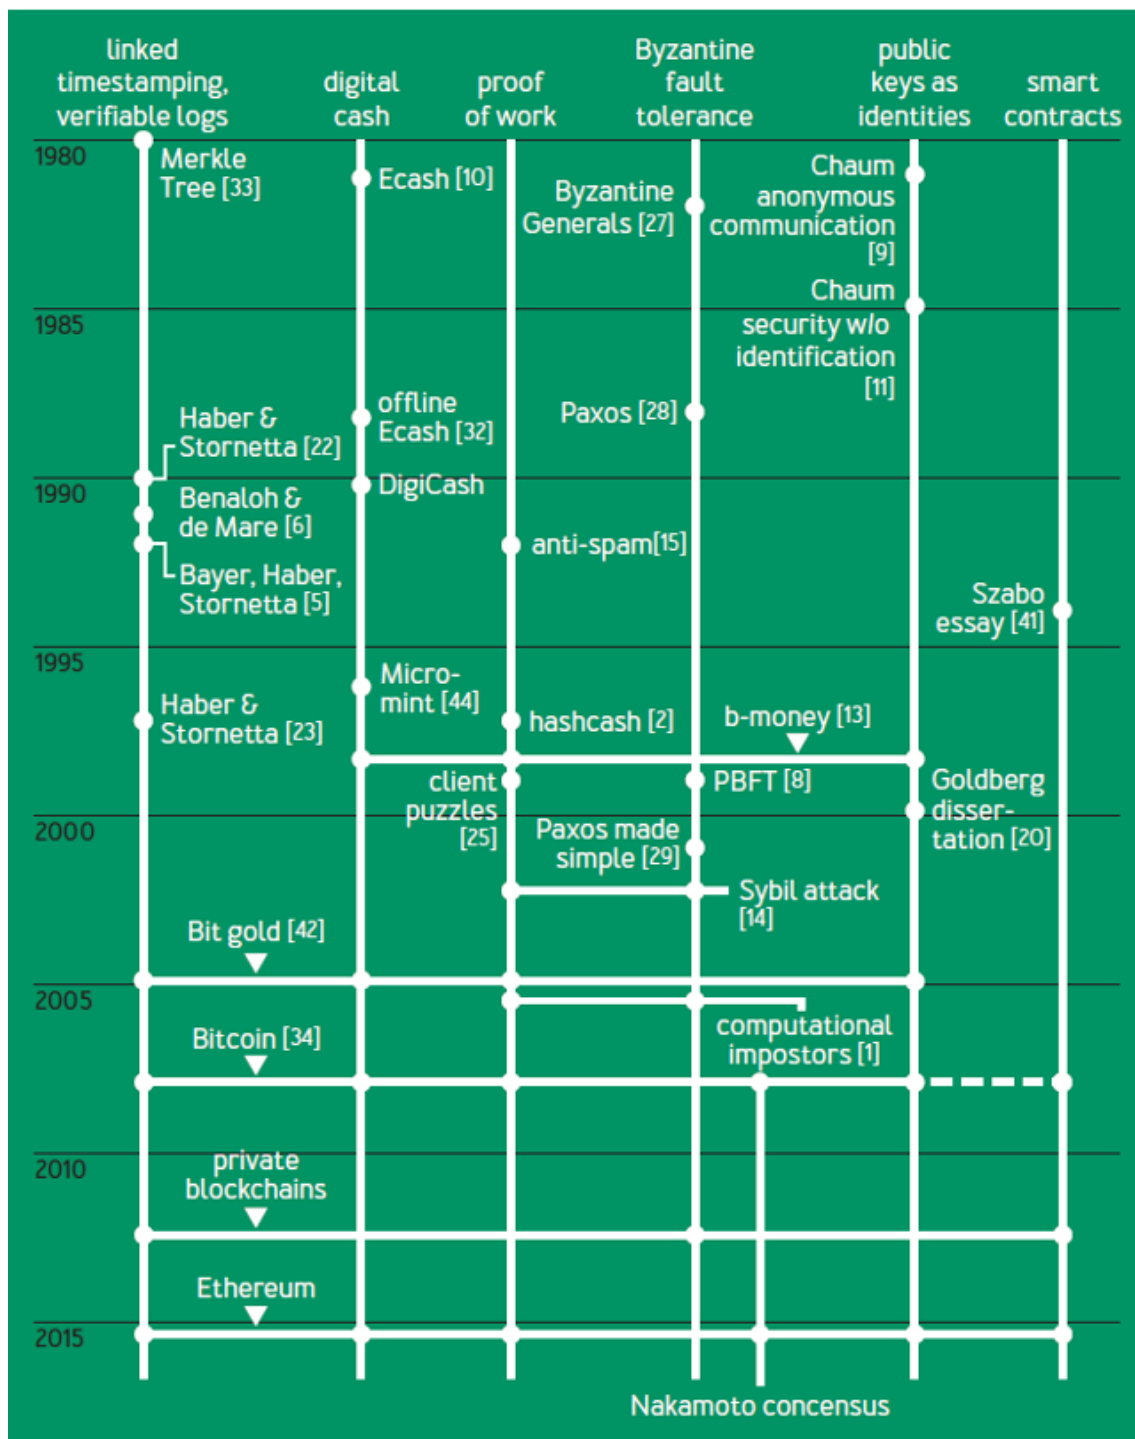 linked
timestamping,
verifiable logs
digital
cash
proof
of work
Byzantine
fault
tolerance
public
keys as
identities
smart
contracts
1980
Merkle
Tree [33]
Ecash [10]
Byzantine
Generals [27]
Chaum
anonymous
communication
[9]
1985
Chaum
security w/o
identification
[11]
Haber &
Stornetta [22]
offline
Ecash [32]
Paxos [28]
1990
DigiCash
Benaloh &
de Mare [6]
anti-spam[15]
Bayer, Haber,
Stornetta [5]
Szabo
essay [41]
1995
Micro-
mint [44]
Haber &
Stornetta [23]
hashcash [2]
b-money [13]
client
puzzles
[25]
PBFT [8]
Goldberg
disser-
tation [20]
2000
Paxos made
simple [29]
Sybil attack
[14]
Bit gold [42]
2005
computational
impostors [1]
Bitcoin [34]
2010
private
blockchains
Ethereum
2015
Nakamoto concensus